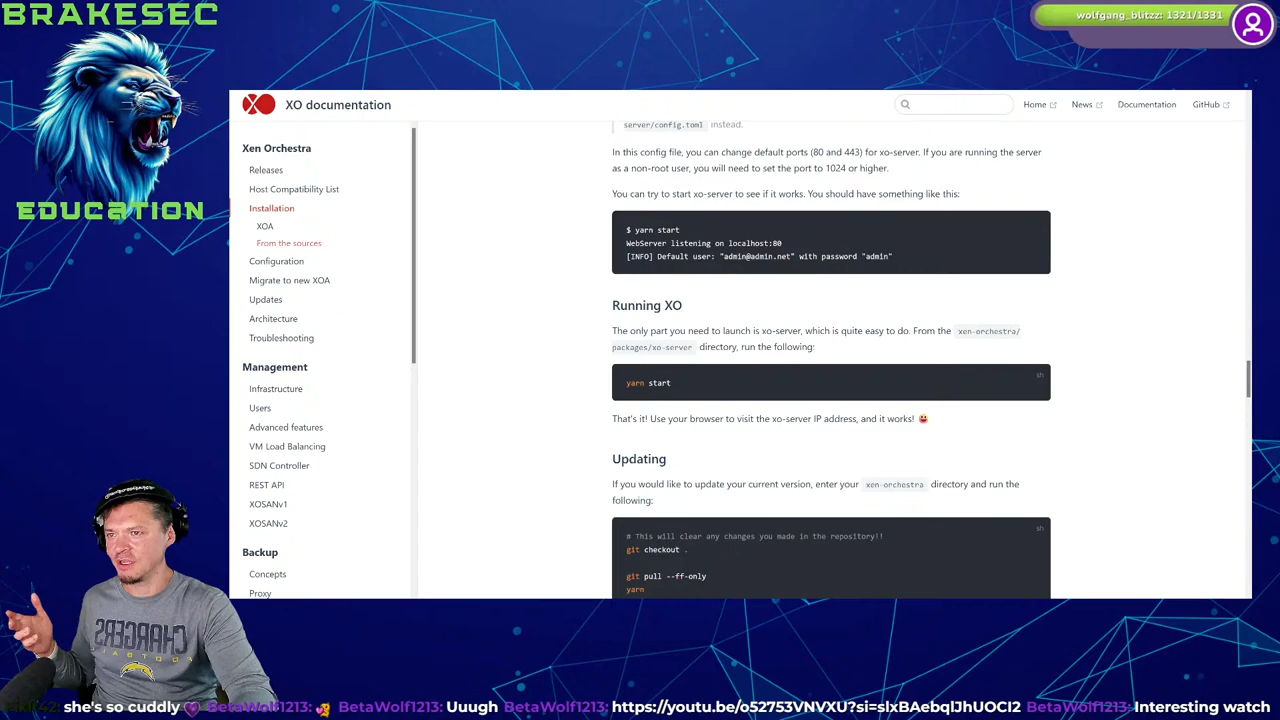 BRAKESEC
EDUCATION
wolfgang_blitzz: 1321/1331
XO documentation
Home
News
Documentation
GitHub
Xen Orchestra
Releases
Host Compatibility List
Installation
XOA
From the sources
Configuration
Migrate to new XOA
Updates
Architecture
Troubleshooting
Management
Infrastructure
Users
Advanced features
VM Load Balancing
SDN Controller
REST API
XOSANv1
XOSANv2
Backup
Concepts
Proxy
server/config.toml instead.
In this config file, you can change default ports (80 and 443) for xo-server. If you are running the server
as a non-root user, you will need to set the port to 1024 or higher.
You can try to start xo-server to see if it works. You should have something like this:
$ yarn start
WebServer listening on localhost:80
[INFO] Default user: "admin@admin.net" with password "admin"
Running XO
The only part you need to launch is xo-server, which is quite easy to do. From the xen-orchestra/
packages/xo-server directory, run the following:
sh
yarn start
That's it! Use your browser to visit the xo-server IP address, and it works! 😃
Updating
If you would like to update your current version, enter your xen-orchestra directory and run the
following:
sh
# This will clear any changes you made in the repository!!
git checkout .
git pull --ff-only
yarn
she's so cuddly 💜 BetaWolf1213: BetaWolf1213: Uuugh BetaWolf1213: https://youtu.be/o52753VNVXU?si=slxBAebqlJhUOCI2 BetaWolf1213: Interesting watch